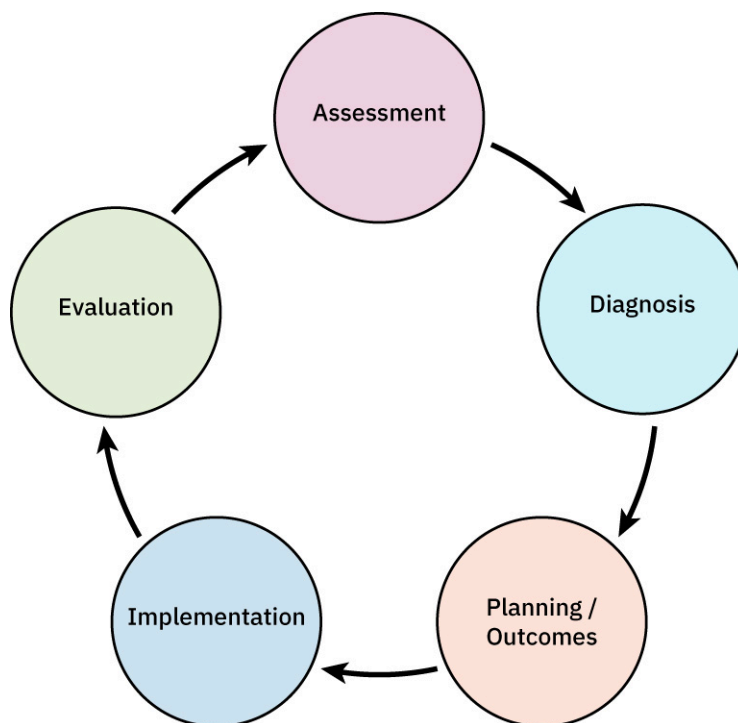 Assessment
Diagnosis
Planning /
Outcomes
Implementation
Evaluation